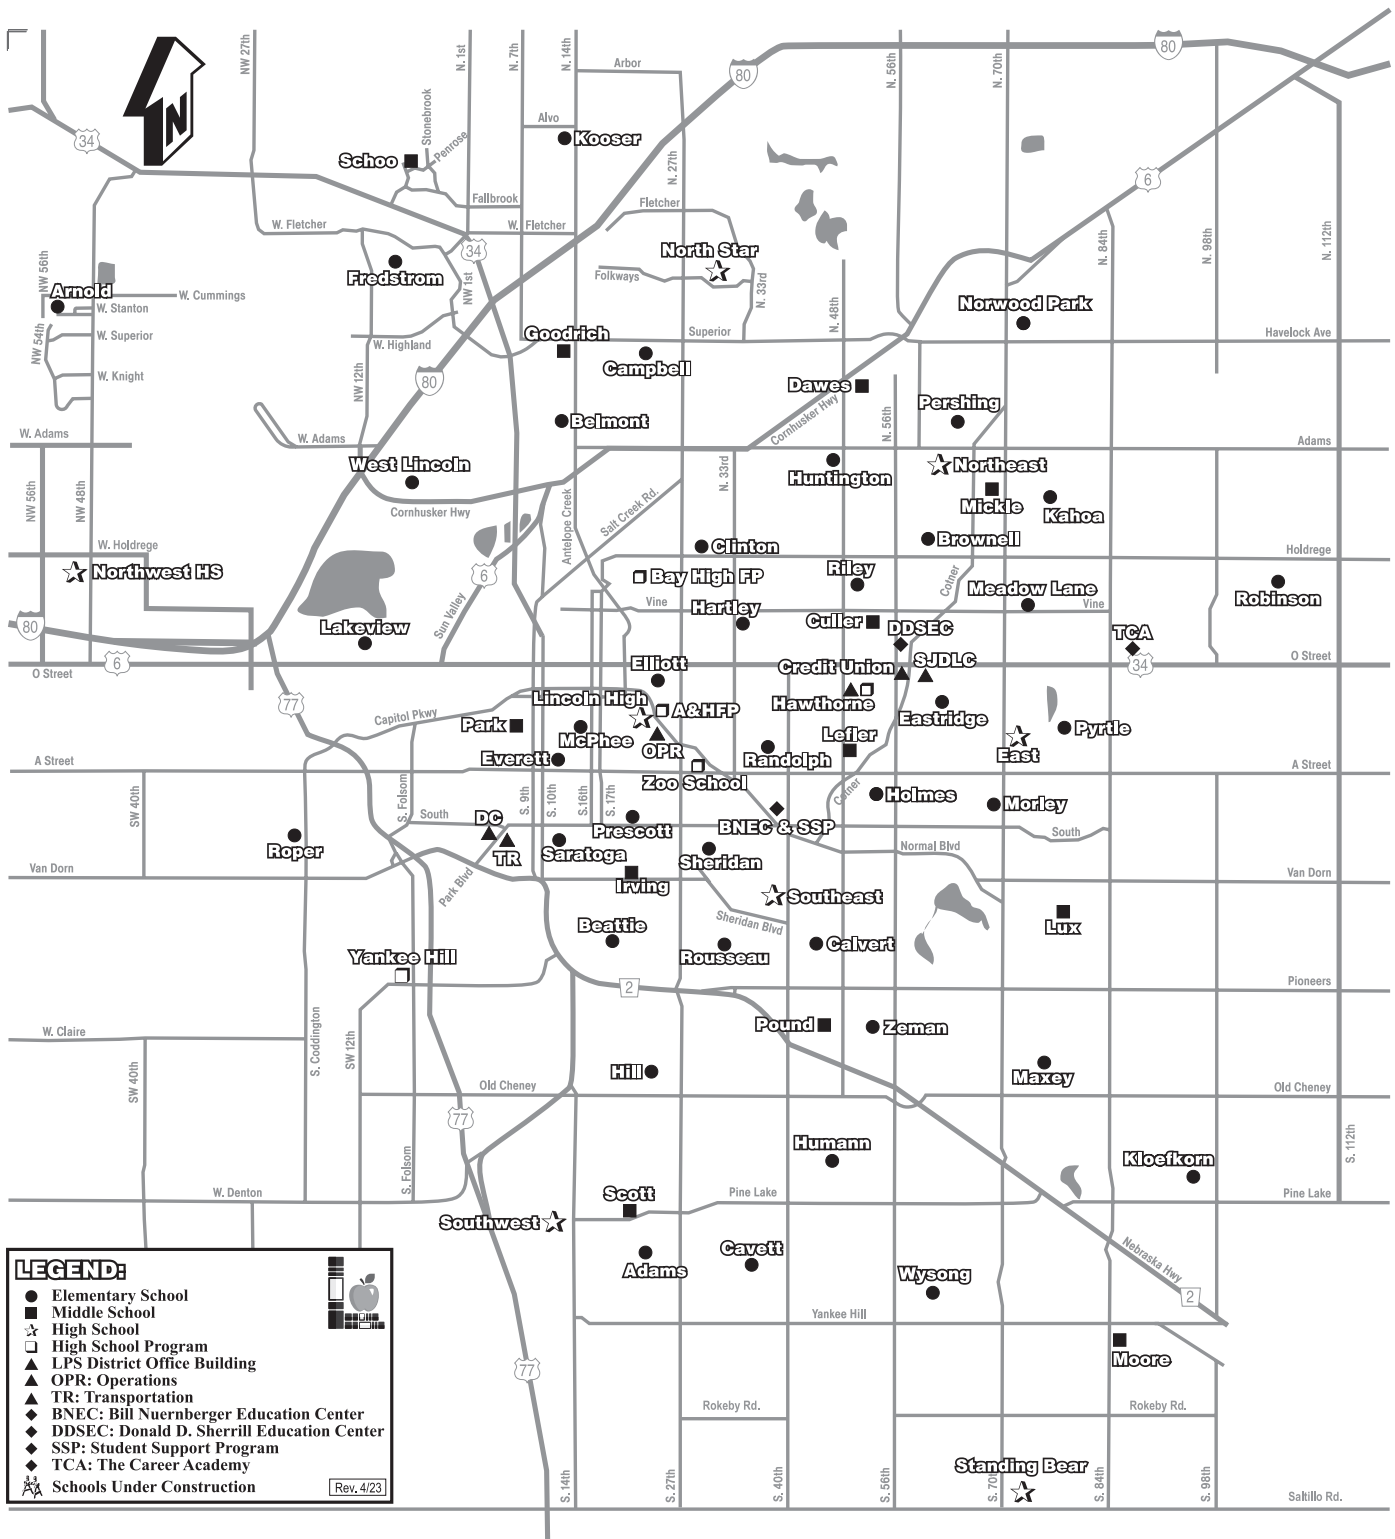 80
80
N. 14th
N. 7th
N. 1st
NW 27th
Arbor
N. 56th
N. 70th
N
34
Stonebrook
Alvo
Kooser
Schoo
Penrose
N. 27th
6
Fallbrook
Fletcher
W. Fletcher
W. Fletcher
34
North Star
N. 84th
N. 98th
N. 112th
NW 56th
Fredstrom
NW 1st
Folkways
N. 33rd
Arnold
W. Cummings
W. Stanton
Norwood Park
N. 48th
W. Superior
NW 54th
Goodrich
Superior
Havelock Ave
W. Highland
Campbell
W. Knight
80
NW 12th
Dawes
Cornhusker Hwy
Pershing
N. 56th
Belmont
W. Adams
W. Adams
Adams
West Lincoln
N. 33rd
Huntington
Northeast
NW 56th
NW 48th
Mickle
Kahoa
Cornhusker Hwy
Antelope Creek
Salt Creek Rd.
W. Holdrege
Clinton
Brownell
Holdrege
Northwest HS
6
Bay High FP
Riley
Cotner
Meadow Lane
Robinson
Vine
Hartley
Vine
80
Lakeview
Sun Valley
Culler
DDSEC
TCA
6
O Street
Elliott
Credit Union
SJDLC
34
O Street
77
Lincoln High
Hawthorne
Capitol Pkwy
Park
A&HFP
Eastridge
McPhee
Lefler
Pyrtle
Everett
OPR
Randolph
East
A Street
Zoo School
A Street
SW 40th
S. Folsom
S. 9th
S. 10th
S.16th
S. 17th
Cotner
Holmes
Morley
South
DC
Prescott
BNEC & SSP
South
Roper
TR
Saratoga
Sheridan
Normal Blvd
Van Dorn
Park Blvd
Irving
Southeast
Van Dorn
Sheridan Blvd
Beattie
Lux
Yankee Hill
Rousseau
Calvert
2
Pioneers
W. Claire
S. Coddington
SW 12th
Pound
Zeman
SW 40th
Hill
Maxey
Old Cheney
Old Cheney
77
S. Folsom
Humann
S. 112th
Kloefkorn
W. Denton
Scott
Pine Lake
Pine Lake
Southwest
Adams
Cavett
Nebraska Hwy
Wysong
2
Yankee Hill
Moore
77
Rokeby Rd.
Rokeby Rd.
Standing Bear
S. 14th
S. 27th
S. 40th
S. 56th
S. 70th
S. 84th
S. 98th
Saltillo Rd.
LEGEND:
Elementary School
Middle School
High School
High School Program
LPS District Office Building
OPR: Operations
TR: Transportation
BNEC: Bill Nuernberger Education Center
DDSEC: Donald D. Sherrill Education Center
SSP: Student Support Program
TCA: The Career Academy
Schools Under Construction
Rev. 4/23